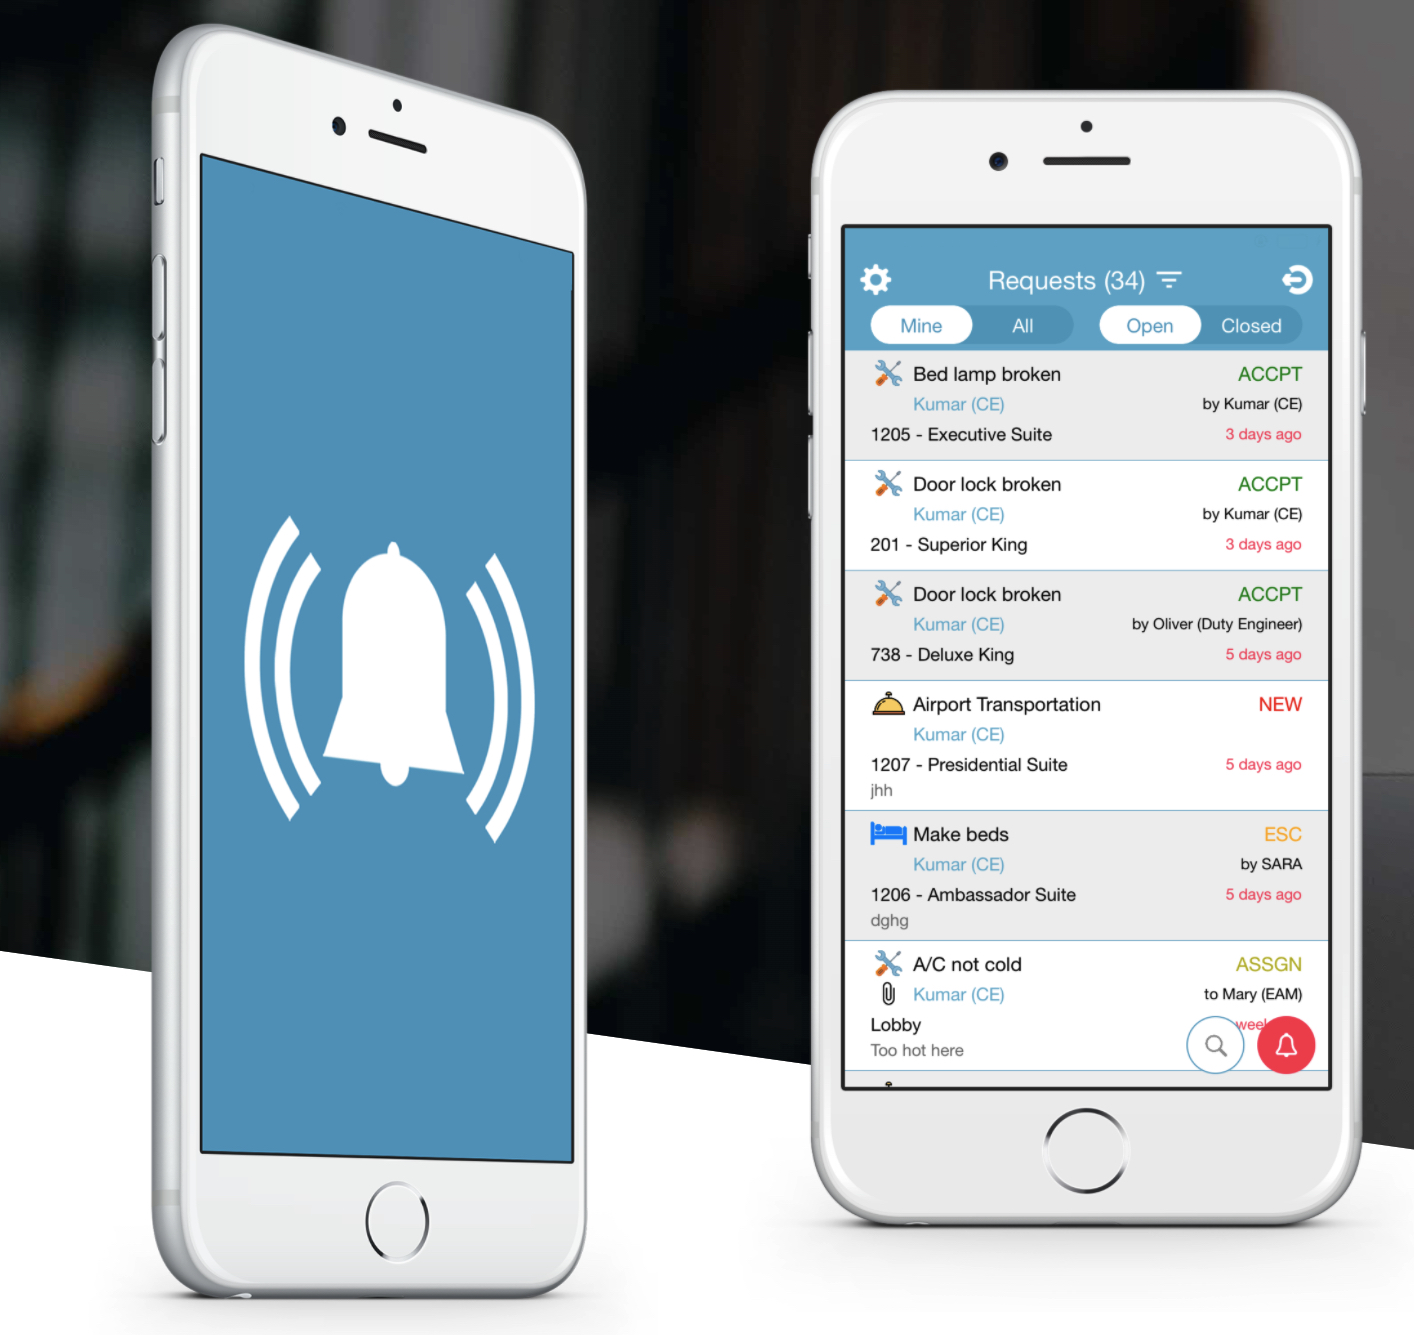 Requests (34)
Mine All Open Closed
Bed lamp broken ACCPT
Kumar (CE) by Kumar (CE)
1205 - Executive Suite 3 days ago
Door lock broken ACCPT
Kumar (CE) by Kumar (CE)
201 - Superior King 3 days ago
Door lock broken ACCPT
Kumar (CE) by Oliver (Duty Engineer)
738 - Deluxe King 5 days ago
Airport Transportation NEW
Kumar (CE)
1207 - Presidential Suite 5 days ago
jhh
Make beds ESC
Kumar (CE) by SARA
1206 - Ambassador Suite 5 days ago
dghg
A/C not cold ASSGN
Kumar (CE) to Mary (EAM)
Lobby
Too hot here